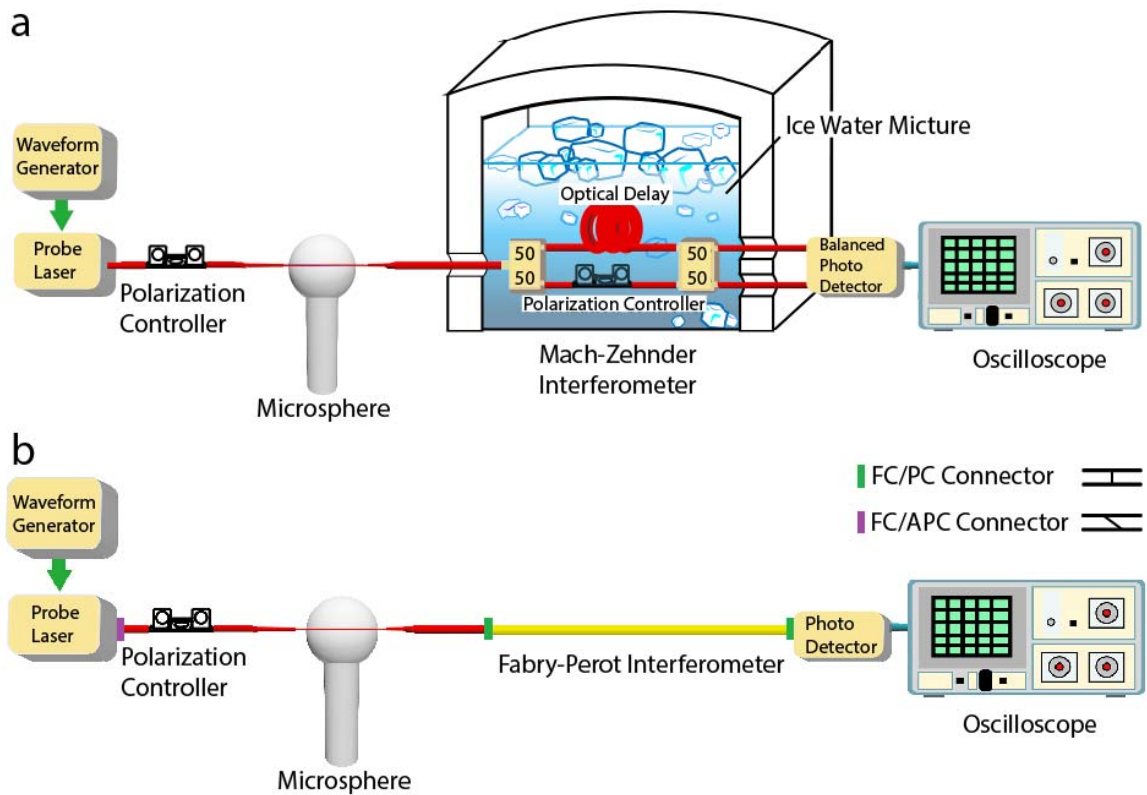 a
Waveform
Generator
Probe
Laser
Polarization
Controller
Microsphere
Ice Water Micture
Optical Delay
50
50
50
50
Polarization Controller
Mach-Zehnder
Interferometer
Balanced
Photo
Detector
Oscilloscope
b
Waveform
Generator
Probe
Laser
Polarization
Controller
Microsphere
Fabry-Perot Interferometer
Photo
Detector
Oscilloscope
FC/PC Connector
FC/APC Connector